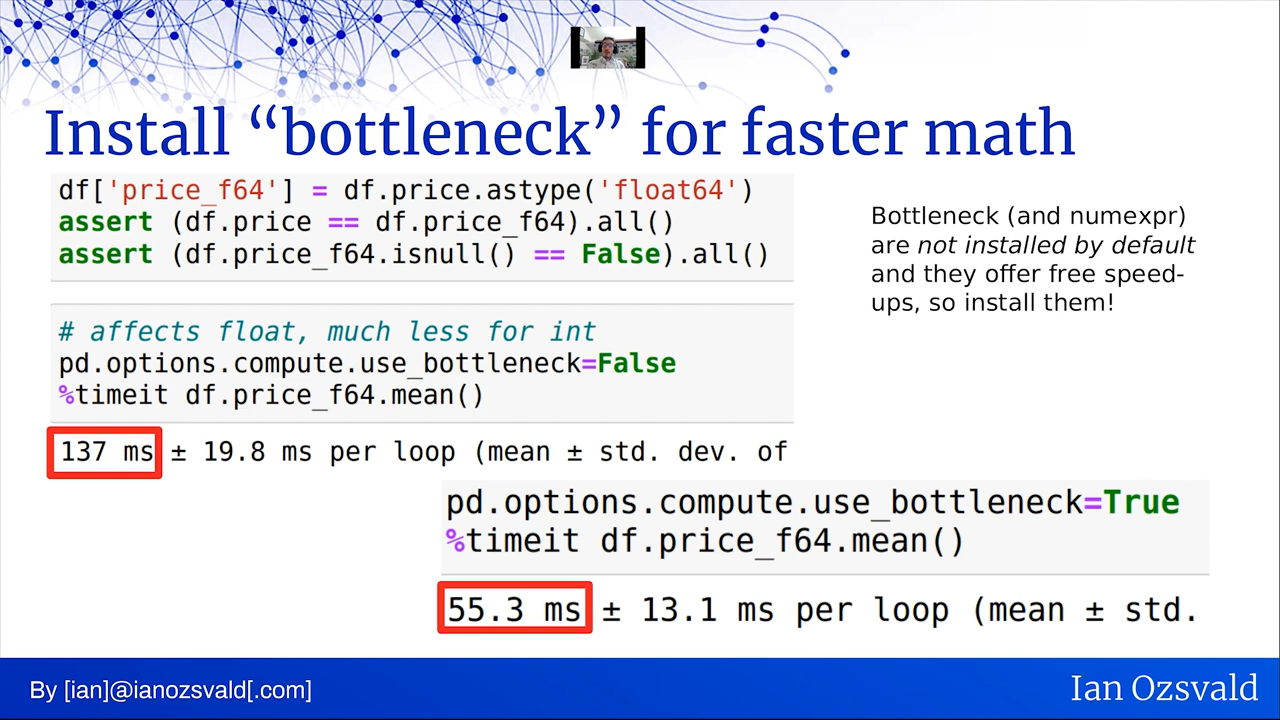 Install “bottleneck” for faster math
df['price_f64'] = df.price.astype('float64')
assert (df.price == df.price_f64).all()
assert (df.price_f64.isnull() == False).all()
Bottleneck (and numexpr)
are not installed by default
and they offer free speed-
ups, so install them!
# affects float, much less for int
pd.options.compute.use_bottleneck=False
%timeit df.price_f64.mean()
137 ms ± 19.8 ms per loop (mean ± std. dev. of
pd.options.compute.use_bottleneck=True
%timeit df.price_f64.mean()
55.3 ms ± 13.1 ms per loop (mean ± std.
By [ian]@ianozsvald[.com]
Ian Ozsvald